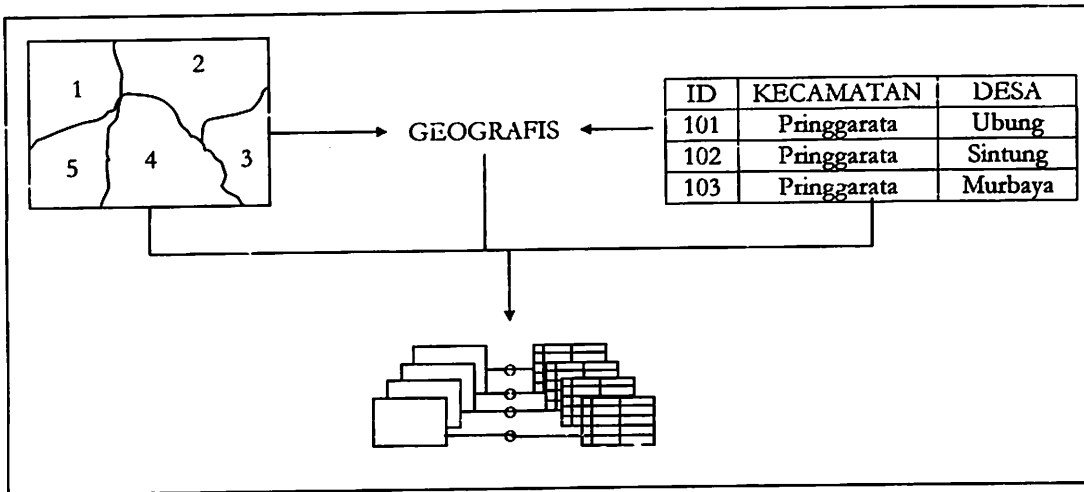 1
2
3
4
5
GEOGRAFIS
ID KECAMATAN DESA
101 Pringgarata Ubung
102 Pringgarata Sintung
103 Pringgarata Murbaya